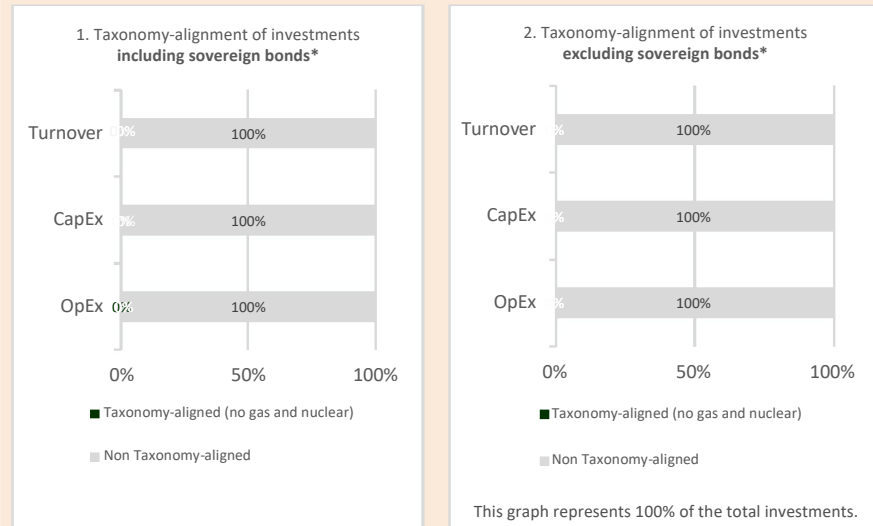 1. Taxonomy-alignment of investments
including sovereign bonds*
Turnover
100%
CapEx
100%
OpEx 0%
100%
0% 50% 100%
Taxonomy-aligned (no gas and nuclear)
Non Taxonomy-aligned
2. Taxonomy-alignment of investments
excluding sovereign bonds*
Turnover
100%
CapEx
100%
OpEx
100%
0% 50% 100%
Taxonomy-aligned (no gas and nuclear)
Non Taxonomy-aligned
This graph represents 100% of the total investments.